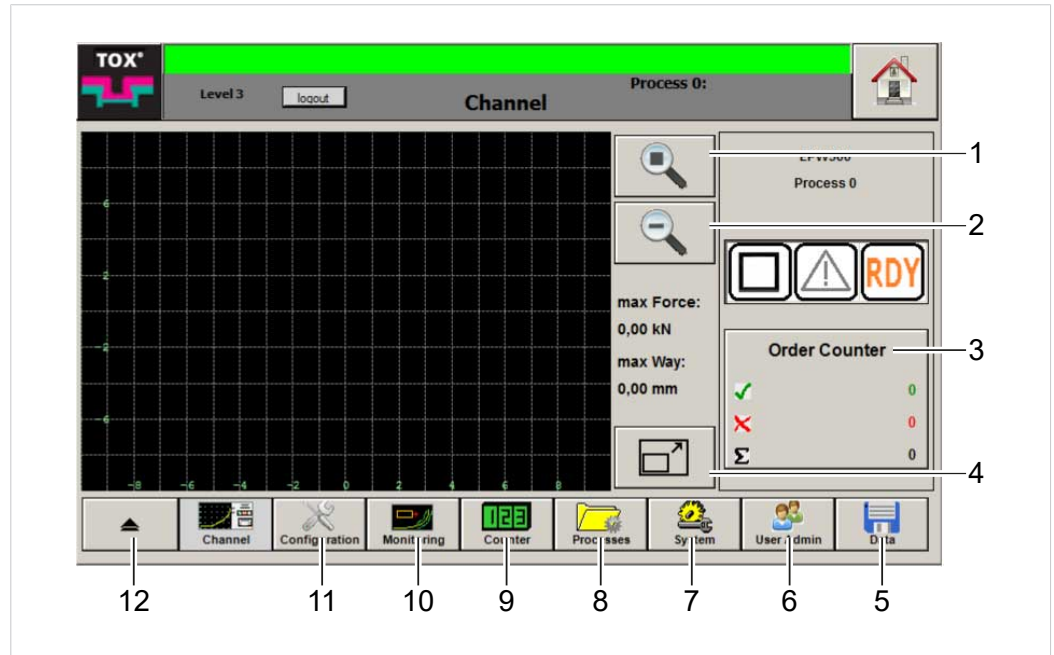 TOX®
Level 3
logout
Channel
Process 0:
1
Process 0
6
2
-2
-6
-8 -6 -4 -2 0 2 4 6 8
2
RDY
max Force:
0,00 kN
max Way:
0,00 mm
Order Counter
3
0
0
Σ 0
4
Channel
Configuration
Monitoring
123
Counter
Processes
System
User Admin
Data
12 11 10 9 8 7 6 5